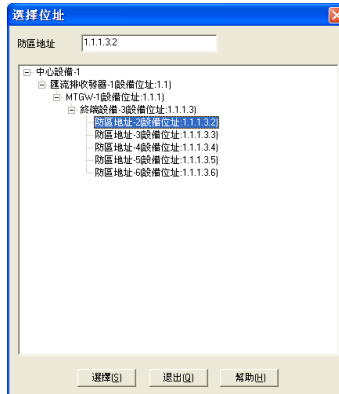 選擇位址
防區地址 1.1.1.3.2
中心設備-1
匯流排收發器-1(設備位址:1.1)
MTGW-1(設備位址:1.1.1)
終端設備-3(設備位址:1.1.1.3)
防區地址-2(設備位址:1.1.1.3.2)
防區地址-3(設備位址:1.1.1.3.3)
防區地址-4(設備位址:1.1.1.3.4)
防區地址-5(設備位址:1.1.1.3.5)
防區地址-6(設備位址:1.1.1.3.6)
選擇(S) 退出(Q) 幫助(H)